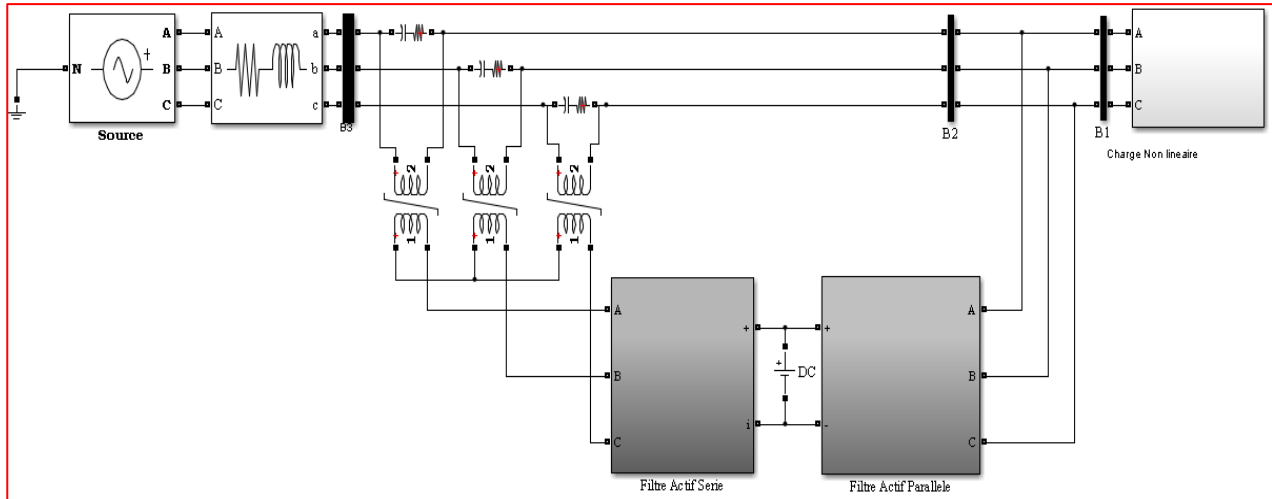 N
A
B
C
Source
A
B
C
a
b
c
B3
2
1
2
1
2
1
B2
B1
A
B
C
Charge Non lineaire
A
B
C
+
i
Filtre Actif Serie
+
DC
+
-
A
B
C
Filtre Actif Parallele